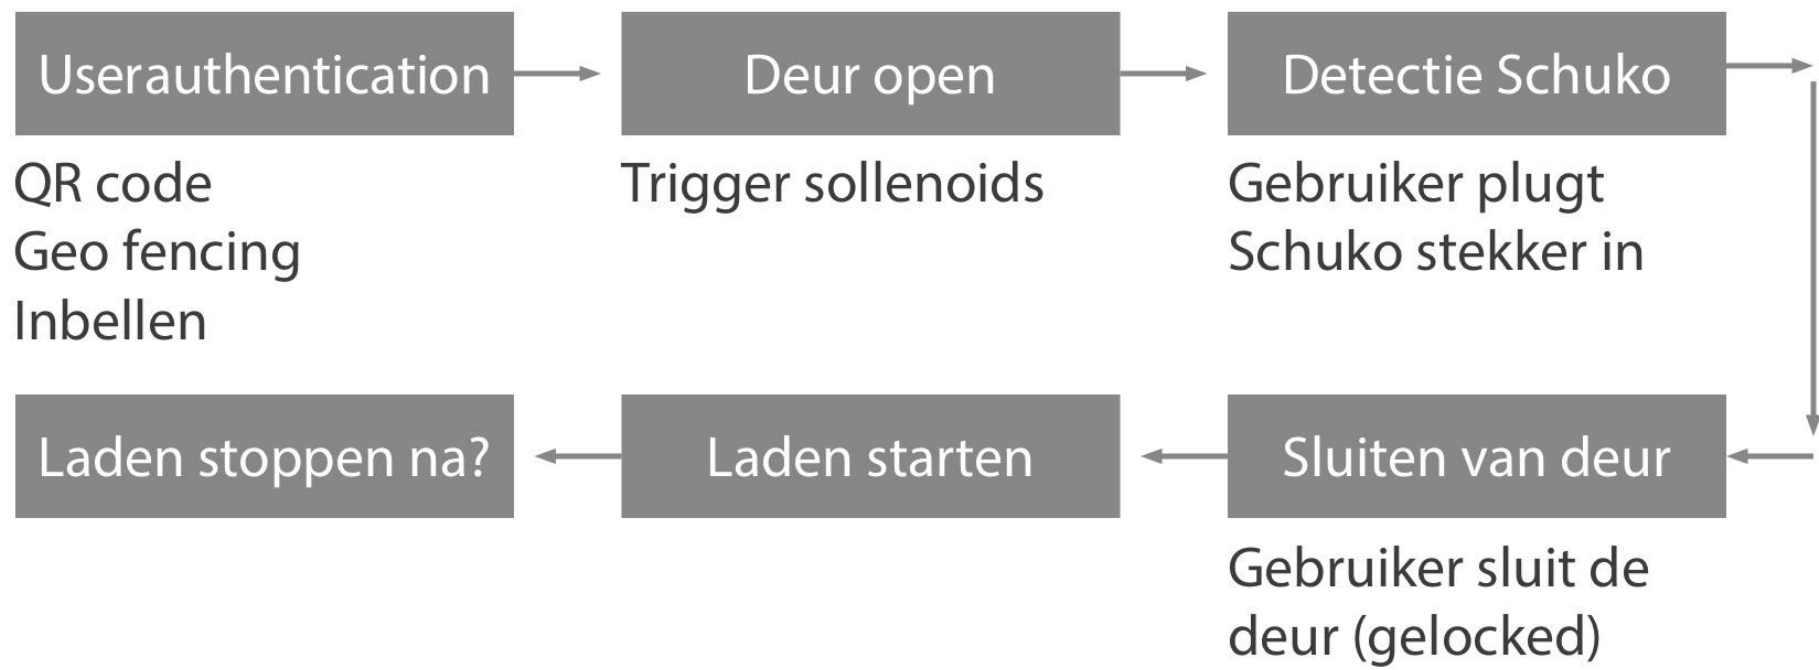 Userauthentication
QR code
Geo fencing
Inbellen
Deur open
Trigger sollenoids
Detectie Schuko
Gebruiker plugt
Schuko stekker in
Sluiten van deur
Gebruiker sluit de
deur (gelocked)
Laden starten
Laden stoppen na?